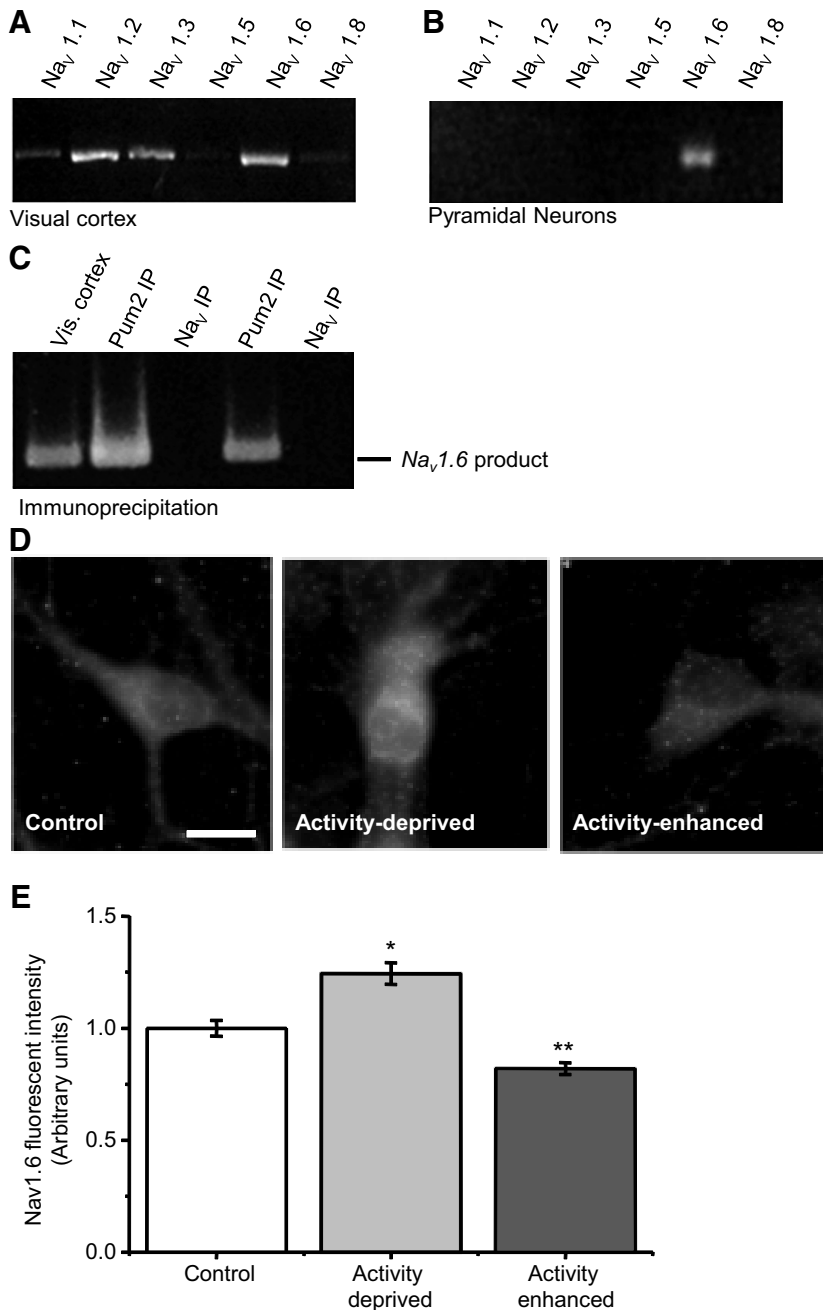 A
Nav 1.1 Nav 1.2 Nav 1.3 Nav 1.5 Nav 1.6 Nav 1.8
Visual cortex
B
Nav 1.1 Nav 1.2 Nav 1.3 Nav 1.5 Nav 1.6 Nav 1.8
Pyramidal Neurons
C
Vis. cortex Pum2 IP Nav IP Pum2 IP Nav IP
Nav1.6 product
Immunoprecipitation
D
Control
Activity-deprived
Activity-enhanced
E
Nav1.6 fluorescent intensity
(Arbitrary units)
1.5
1.0
0.5
0.0
*
**
Control
Activity
deprived
Activity
enhanced